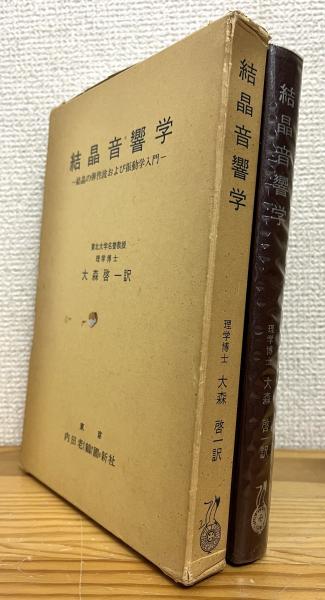 結晶音響学
−結晶の弾性波および振動学入門−
東北大学名誉教授
理学博士
大森啓一訳
東京
内田老鶴圃新社
結晶音響学
理学博士
大森啓一訳
結晶音響学
理学博士
大森啓一訳